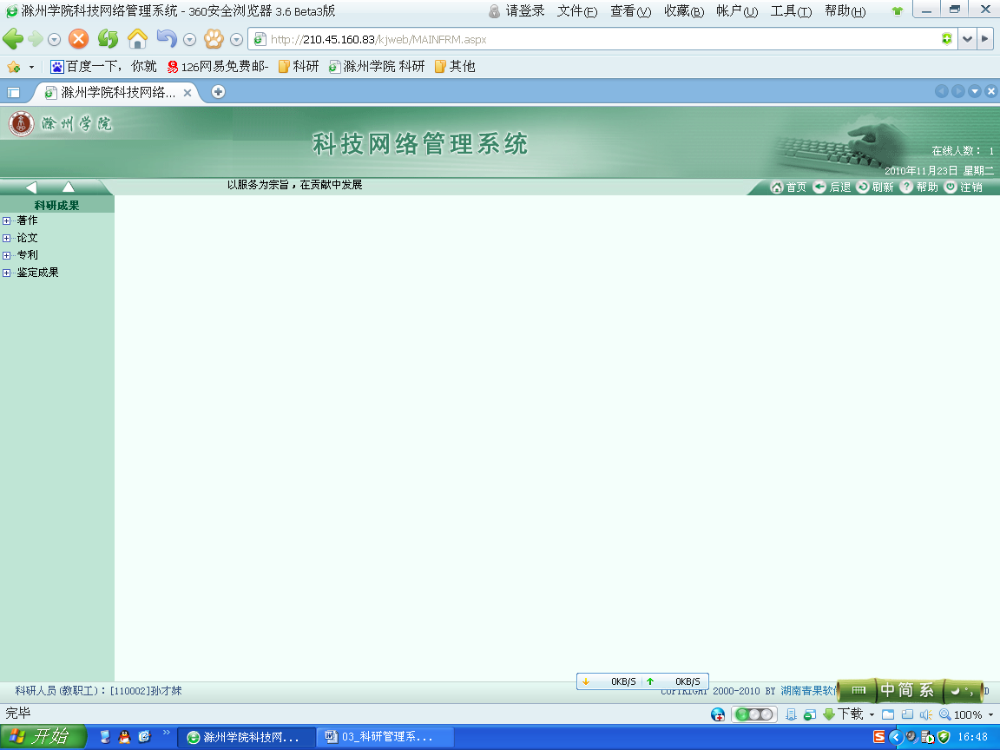 滁州学院科技网络管理系统 - 360安全浏览器 3.6 Beta3版
请登录 文件(F) 查看(V) 收藏(B) 帐户(U) 工具(T) 帮助(H)
http://210.45.160.83/kjweb/MAINFRM.aspx
百度一下，你就 126网易免费邮- 科研 滁州学院 科研 其他
滁州学院科技网络...
滁州学院
科技网络管理系统
在线人数： 1
2010年11月23日 星期二
以服务为宗旨，在贡献中发展
首页 后退 刷新 帮助 注销
科研成果
著作
论文
专利
鉴定成果
0KB/S 0KB/S
科研人员(教职工)：[110002]孙才妹
COPYRIGHT 2000-2010 BY 湖南青果软件
中简系
D
完毕
下载 100%
开始
滁州学院科技网...
03_科研管理系...
16:48